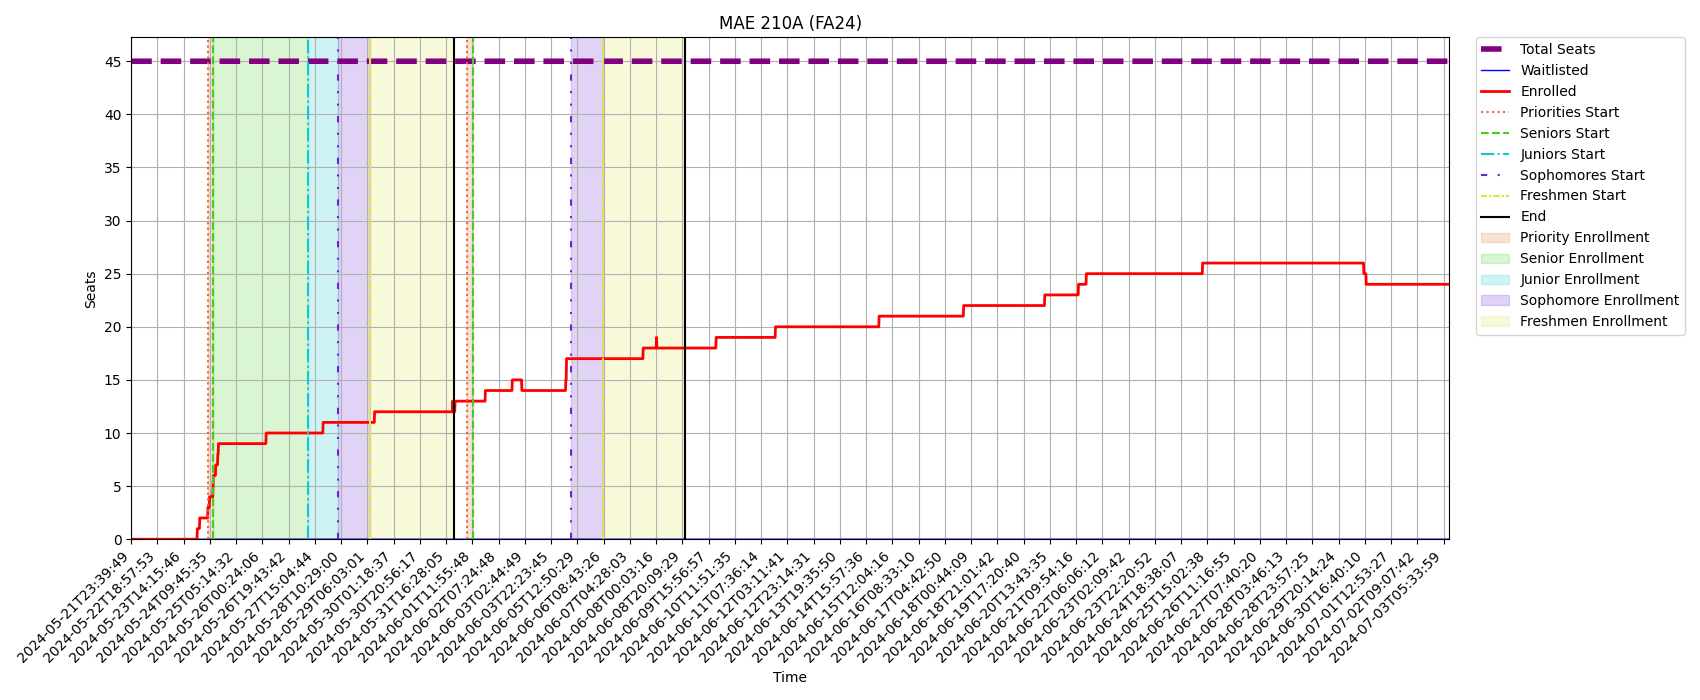 MAE 210A (FA24)
Total Seats
Waitlisted
Enrolled
Priorities Start
Seniors Start
Juniors Start
Sophomores Start
Freshmen Start
End
Priority Enrollment
Senior Enrollment
Junior Enrollment
Sophomore Enrollment
Freshmen Enrollment
Seats
45
40
35
30
25
20
15
10
5
0
2024-05-21T23:39:49
2024-05-22T18:57:53
2024-05-23T14:15:46
2024-05-24T09:45:35
2024-05-25T05:14:32
2024-05-26T00:24:06
2024-05-26T19:43:42
2024-05-27T15:04:44
2024-05-28T10:29:00
2024-05-29T06:03:01
2024-05-30T01:18:37
2024-05-30T20:56:17
2024-05-31T16:28:05
2024-06-01T11:55:48
2024-06-02T07:24:48
2024-06-03T02:44:49
2024-06-03T22:23:45
2024-06-05T12:50:29
2024-06-06T08:43:26
2024-06-07T04:28:03
2024-06-08T00:03:16
2024-06-08T20:09:29
2024-06-09T15:56:57
2024-06-10T11:51:35
2024-06-11T07:36:14
2024-06-12T03:11:41
2024-06-12T23:14:31
2024-06-13T19:35:50
2024-06-14T15:57:36
2024-06-15T12:04:16
2024-06-16T08:33:10
2024-06-17T04:42:50
2024-06-18T00:44:09
2024-06-18T21:01:42
2024-06-19T17:20:40
2024-06-20T13:43:35
2024-06-21T09:54:16
2024-06-22T06:06:12
2024-06-23T02:09:42
2024-06-23T22:20:52
2024-06-24T18:38:07
2024-06-25T15:02:38
2024-06-26T11:16:55
2024-06-27T07:40:20
2024-06-28T03:46:13
2024-06-28T23:57:25
2024-06-29T20:14:24
2024-06-30T16:40:10
2024-07-01T12:53:27
2024-07-02T09:07:42
2024-07-03T05:33:59
Time